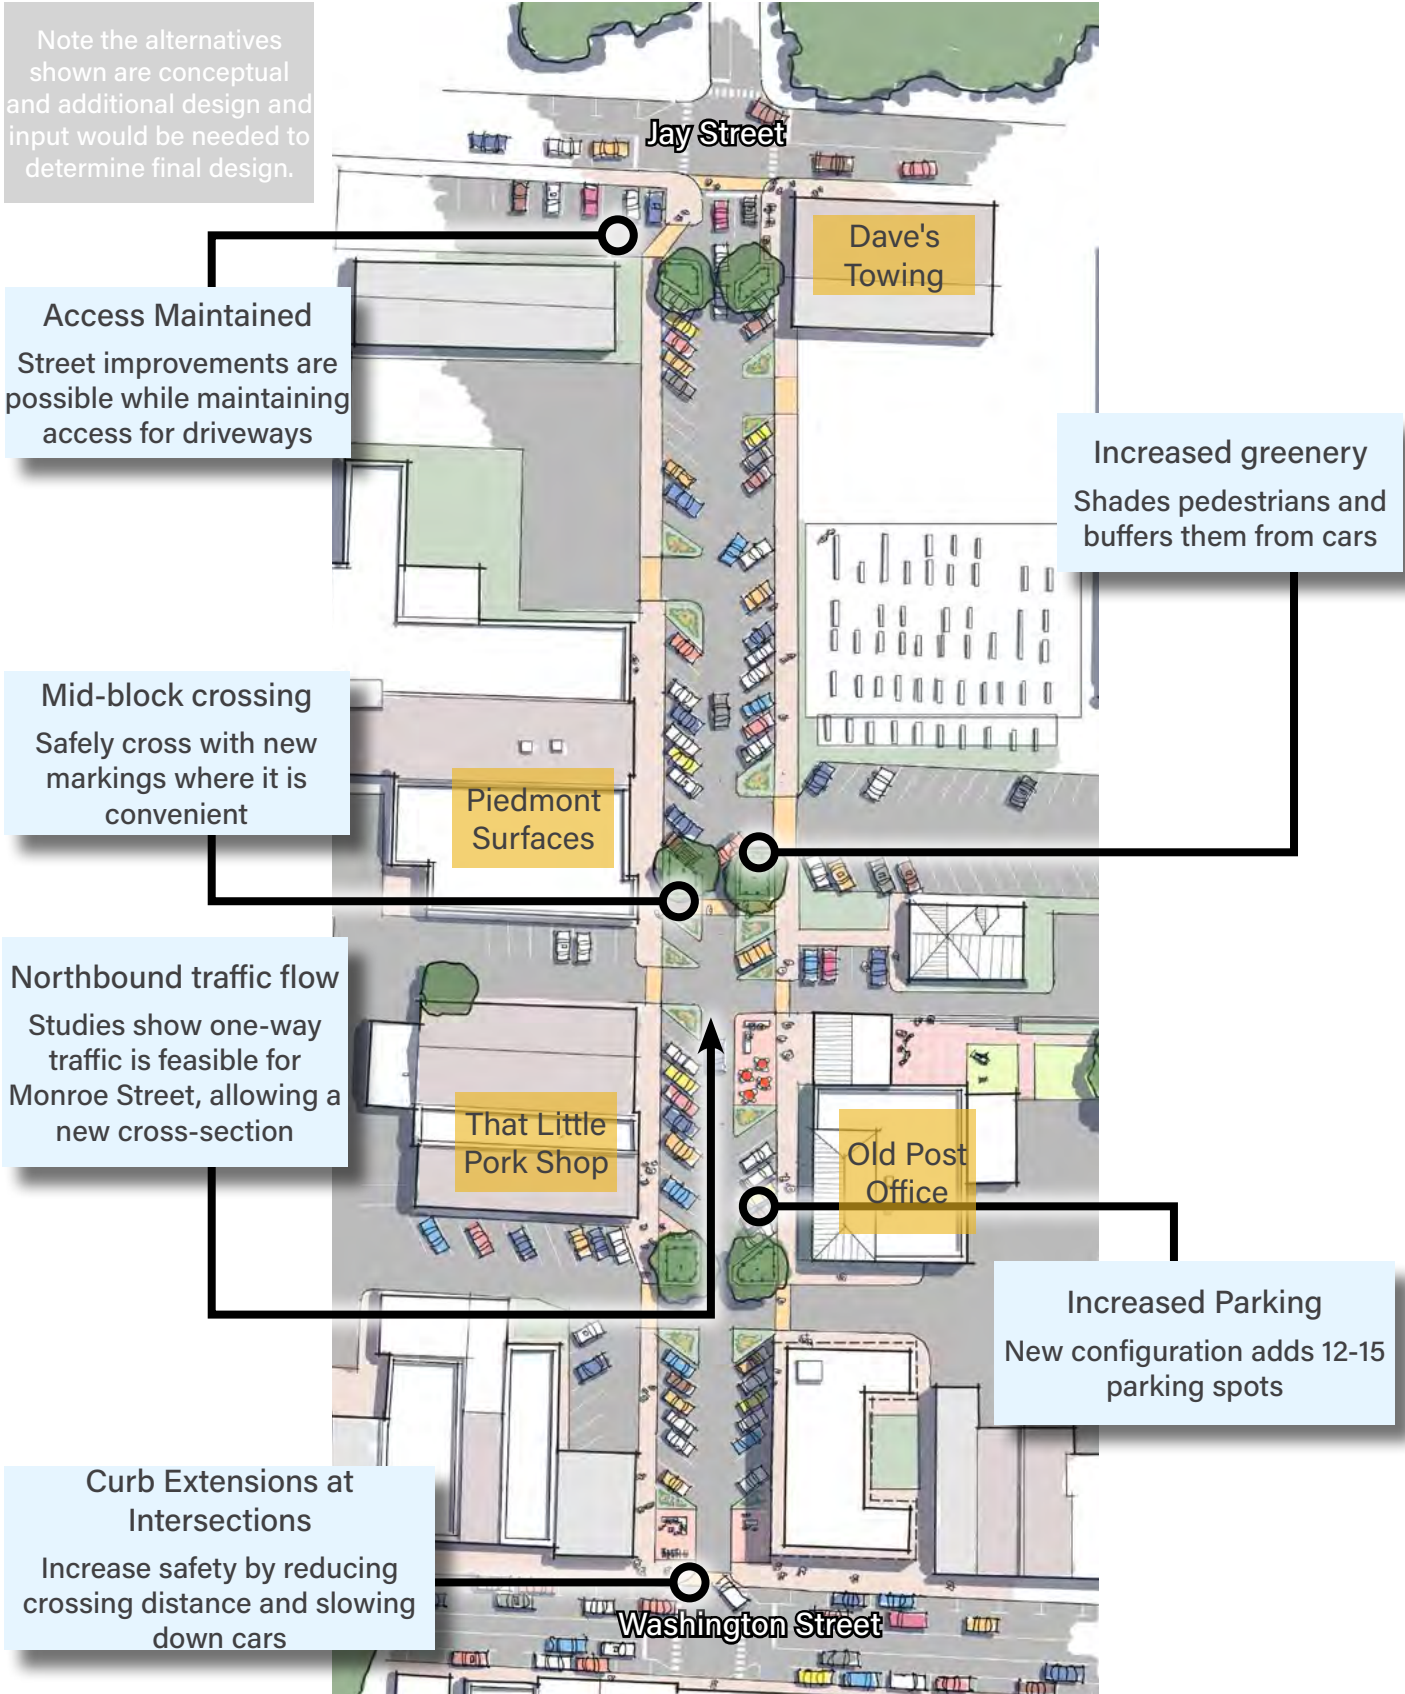 Note the alternatives
shown are conceptual
and additional design and
input would be needed to
determine final design.
Jay Street
Dave's
Towing
Access Maintained
Street improvements are
possible while maintaining
access for driveways
Increased greenery
Shades pedestrians and
buffers them from cars
Mid-block crossing
Safely cross with new
markings where it is
convenient
Piedmont
Surfaces
Northbound traffic flow
Studies show one-way
traffic is feasible for
Monroe Street, allowing a
new cross-section
That Little
Pork Shop
Old Post
Office
Increased Parking
New configuration adds 12-15
parking spots
Curb Extensions at
Intersections
Increase safety by reducing
crossing distance and slowing
down cars
Washington Street